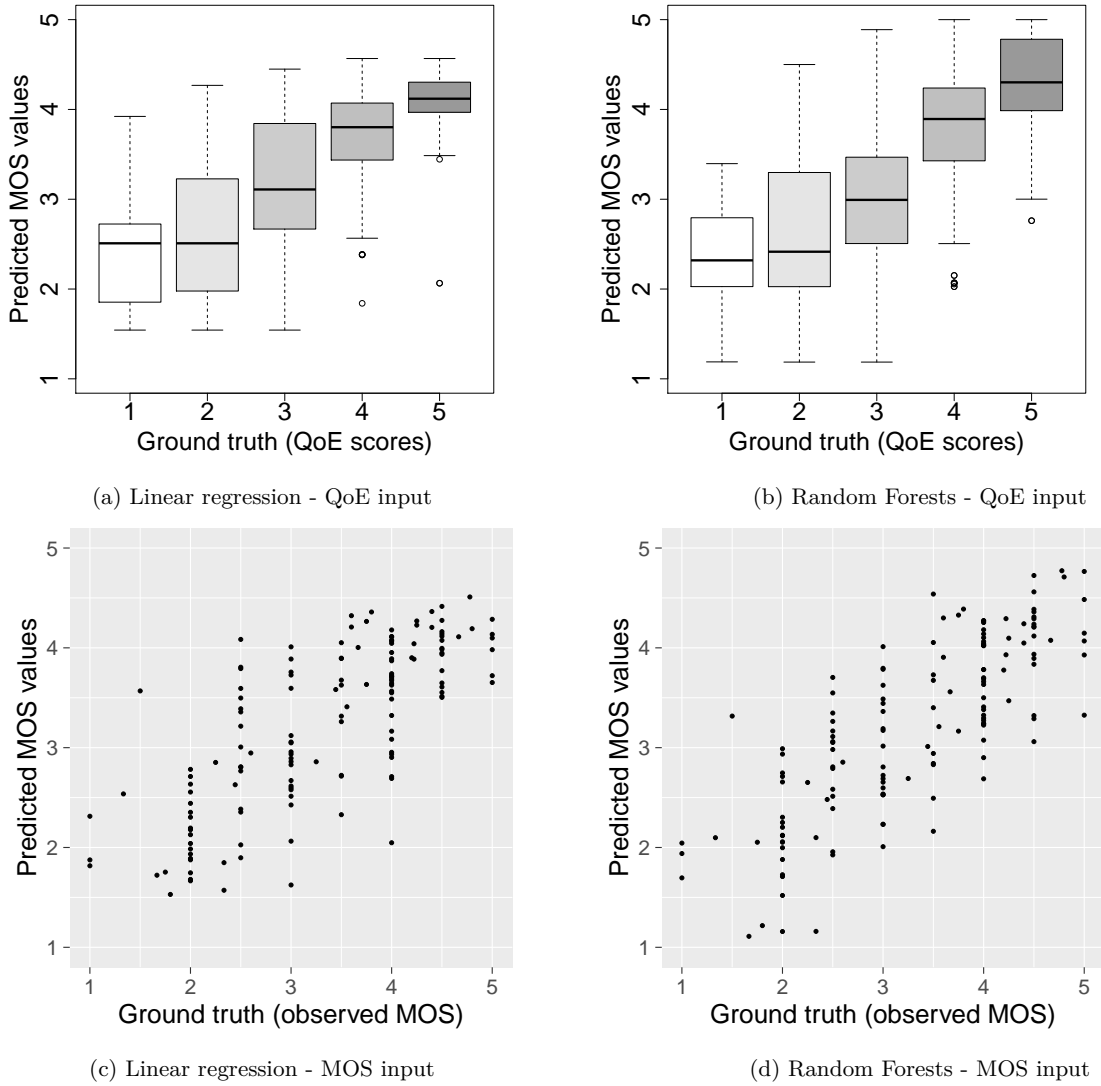 Predicted MOS values
5
4
3
2
1
1 2 3 4 5
Ground truth (QoE scores)
(a) Linear regression - QoE input
Predicted MOS values
5
4
3
2
1
1 2 3 4 5
Ground truth (QoE scores)
(b) Random Forests - QoE input
Predicted MOS values
5
4
3
2
1
1 2 3 4 5
Ground truth (observed MOS)
(c) Linear regression - MOS input
Predicted MOS values
5
4
3
2
1
1 2 3 4 5
Ground truth (observed MOS)
(d) Random Forests - MOS input